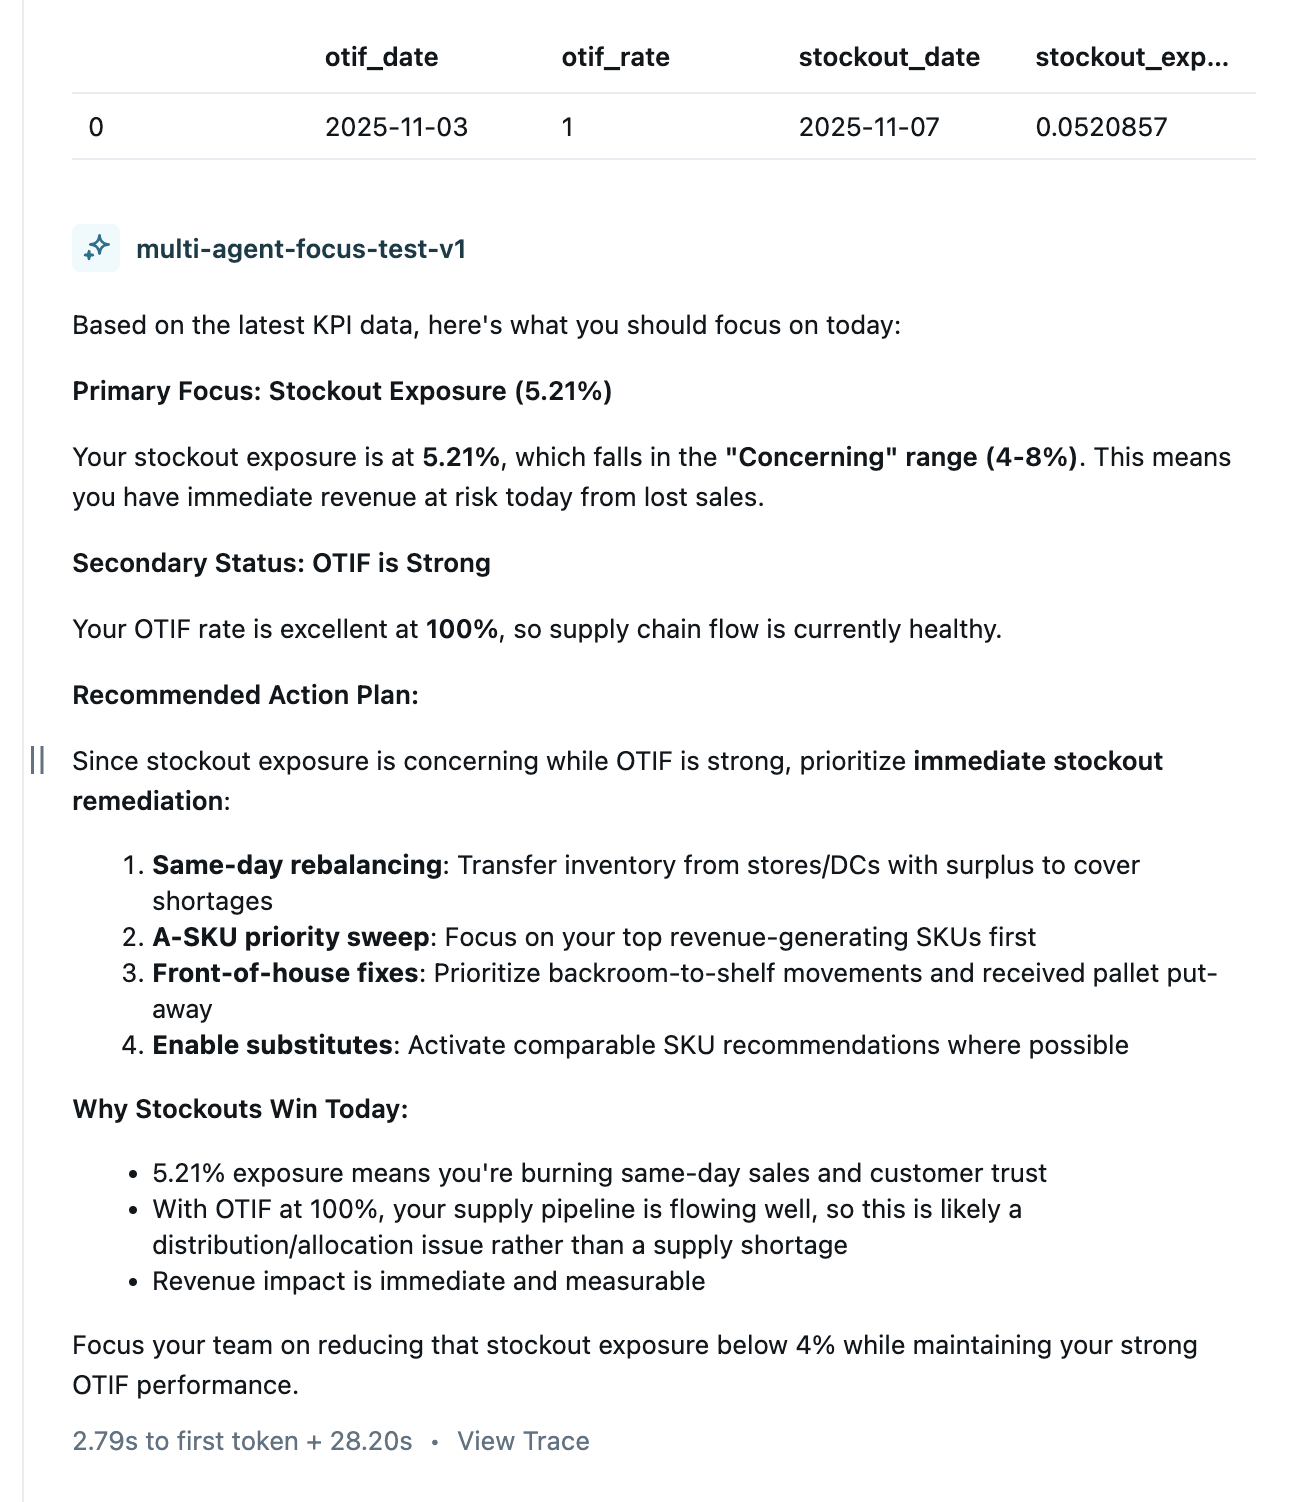 otif_date otif_rate stockout_date stockout_exp...
0 2025-11-03 1 2025-11-07 0.0520857
multi-agent-focus-test-v1
Based on the latest KPI data, here's what you should focus on today:
Primary Focus: Stockout Exposure (5.21%)
Your stockout exposure is at 5.21%, which falls in the "Concerning" range (4-8%). This means
you have immediate revenue at risk today from lost sales.
Secondary Status: OTIF is Strong
Your OTIF rate is excellent at 100%, so supply chain flow is currently healthy.
Recommended Action Plan:
Since stockout exposure is concerning while OTIF is strong, prioritize immediate stockout
remediation:
1. Same-day rebalancing: Transfer inventory from stores/DCs with surplus to cover
shortages
2. A-SKU priority sweep: Focus on your top revenue-generating SKUs first
3. Front-of-house fixes: Prioritize backroom-to-shelf movements and received pallet put-
away
4. Enable substitutes: Activate comparable SKU recommendations where possible
Why Stockouts Win Today:
• 5.21% exposure means you're burning same-day sales and customer trust
• With OTIF at 100%, your supply pipeline is flowing well, so this is likely a
distribution/allocation issue rather than a supply shortage
• Revenue impact is immediate and measurable
Focus your team on reducing that stockout exposure below 4% while maintaining your strong
OTIF performance.
2.79s to first token + 28.20s • View Trace